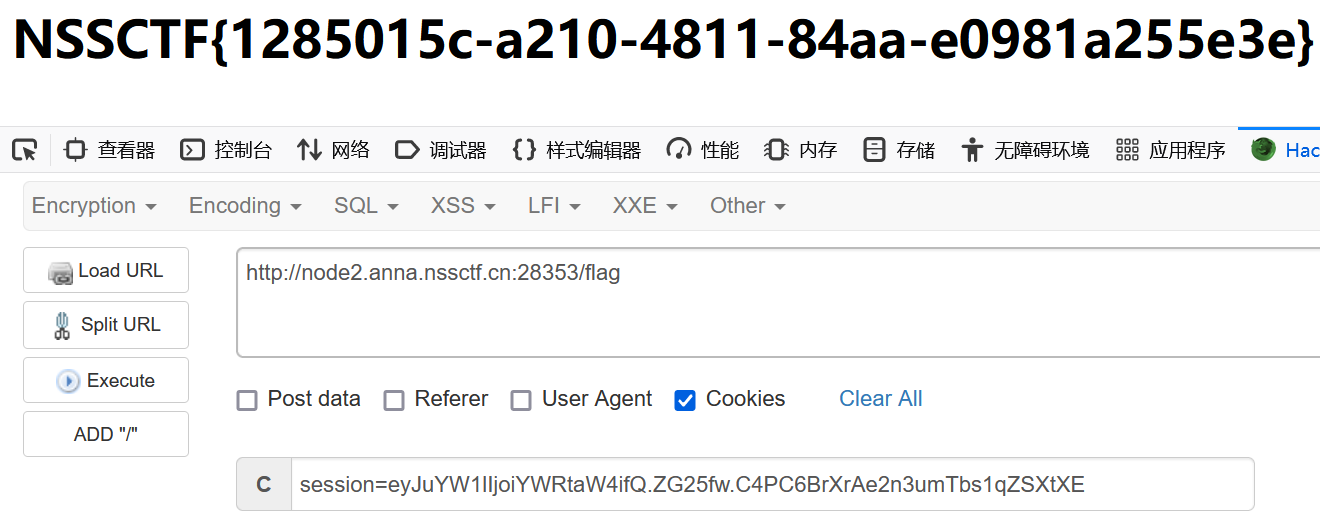 NSSCTF{1285015c-a210-4811-84aa-e0981a255e3e}
查看器 控制台 网络 调试器 {} 样式编辑器 性能 内存 存储 无障碍环境 应用程序 Hac
Encryption Encoding SQL XSS LFI XXE Other
Load URL
http://node2.anna.nssctf.cn:28353/flag
Split URL
Execute
Post data Referer User Agent Cookies Clear All
ADD "/"
C session=eyJuYW1lIjoiYWRtaW4ifQ.ZG25fw.C4PC6BrXrAe2n3umTbs1qZSXtXE